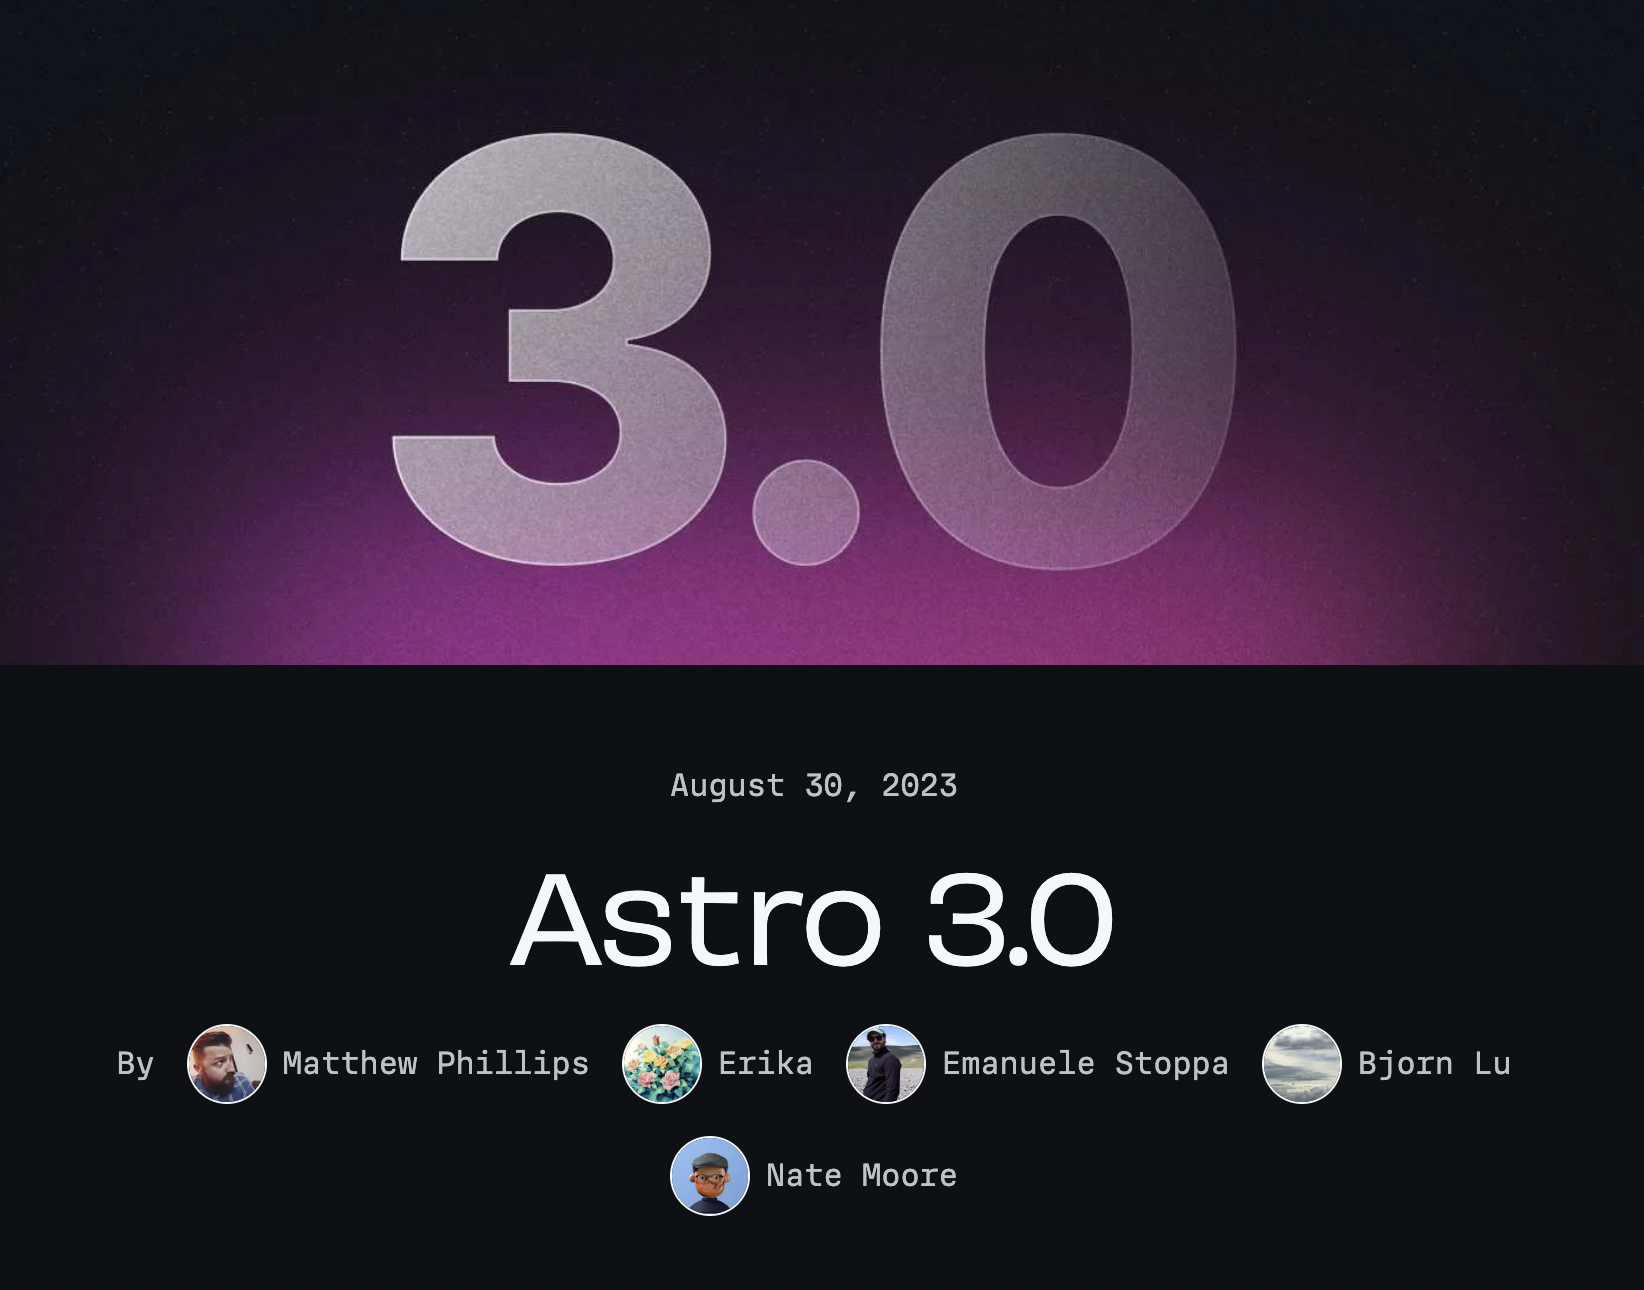 3.0
August 30, 2023
Astro 3.0
By Matthew Phillips Erika Emanuele Stoppa Bjorn Lu
Nate Moore